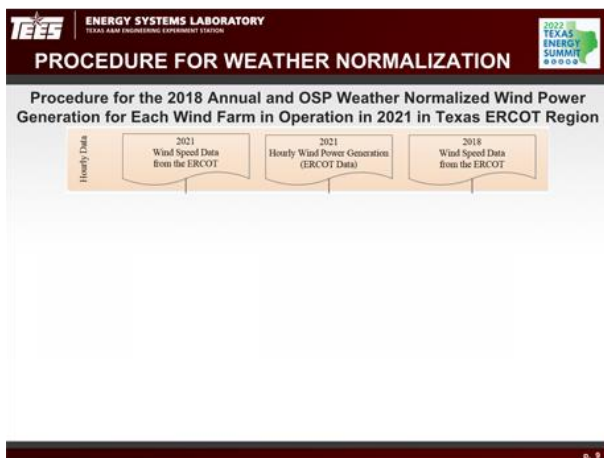 TEES
ENERGY SYSTEMS LABORATORY
TEXAS A&M ENGINEERING EXPERIMENT STATION
2022
TEXAS
ENERGY
SUMMIT
PROCEDURE FOR WEATHER NORMALIZATION
Procedure for the 2018 Annual and OSP Weather Normalized Wind Power
Generation for Each Wind Farm in Operation in 2021 in Texas ERCOT Region
Hourly Data
2021
Wind Speed Data
from the ERCOT
2021
Hourly Wind Power Generation
(ERCOT Data)
2018
Wind Speed Data
from the ERCOT
p. 9